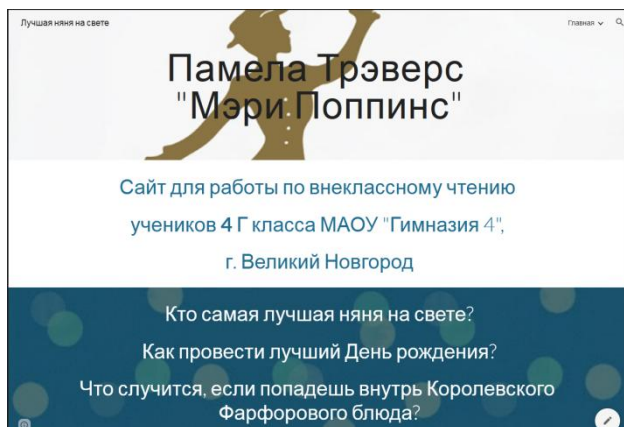 Лучшая няня на свете
Главная
Памела Трэверс
"Мэри Поппинс"
Сайт для работы по внеклассному чтению
учеников 4 Г класса МАОУ "Гимназия 4",
г. Великий Новгород
Кто самая лучшая няня на свете?
Как провести лучший День рождения?
Что случится, если попадешь внутрь Королевского
Фарфорового блюда?